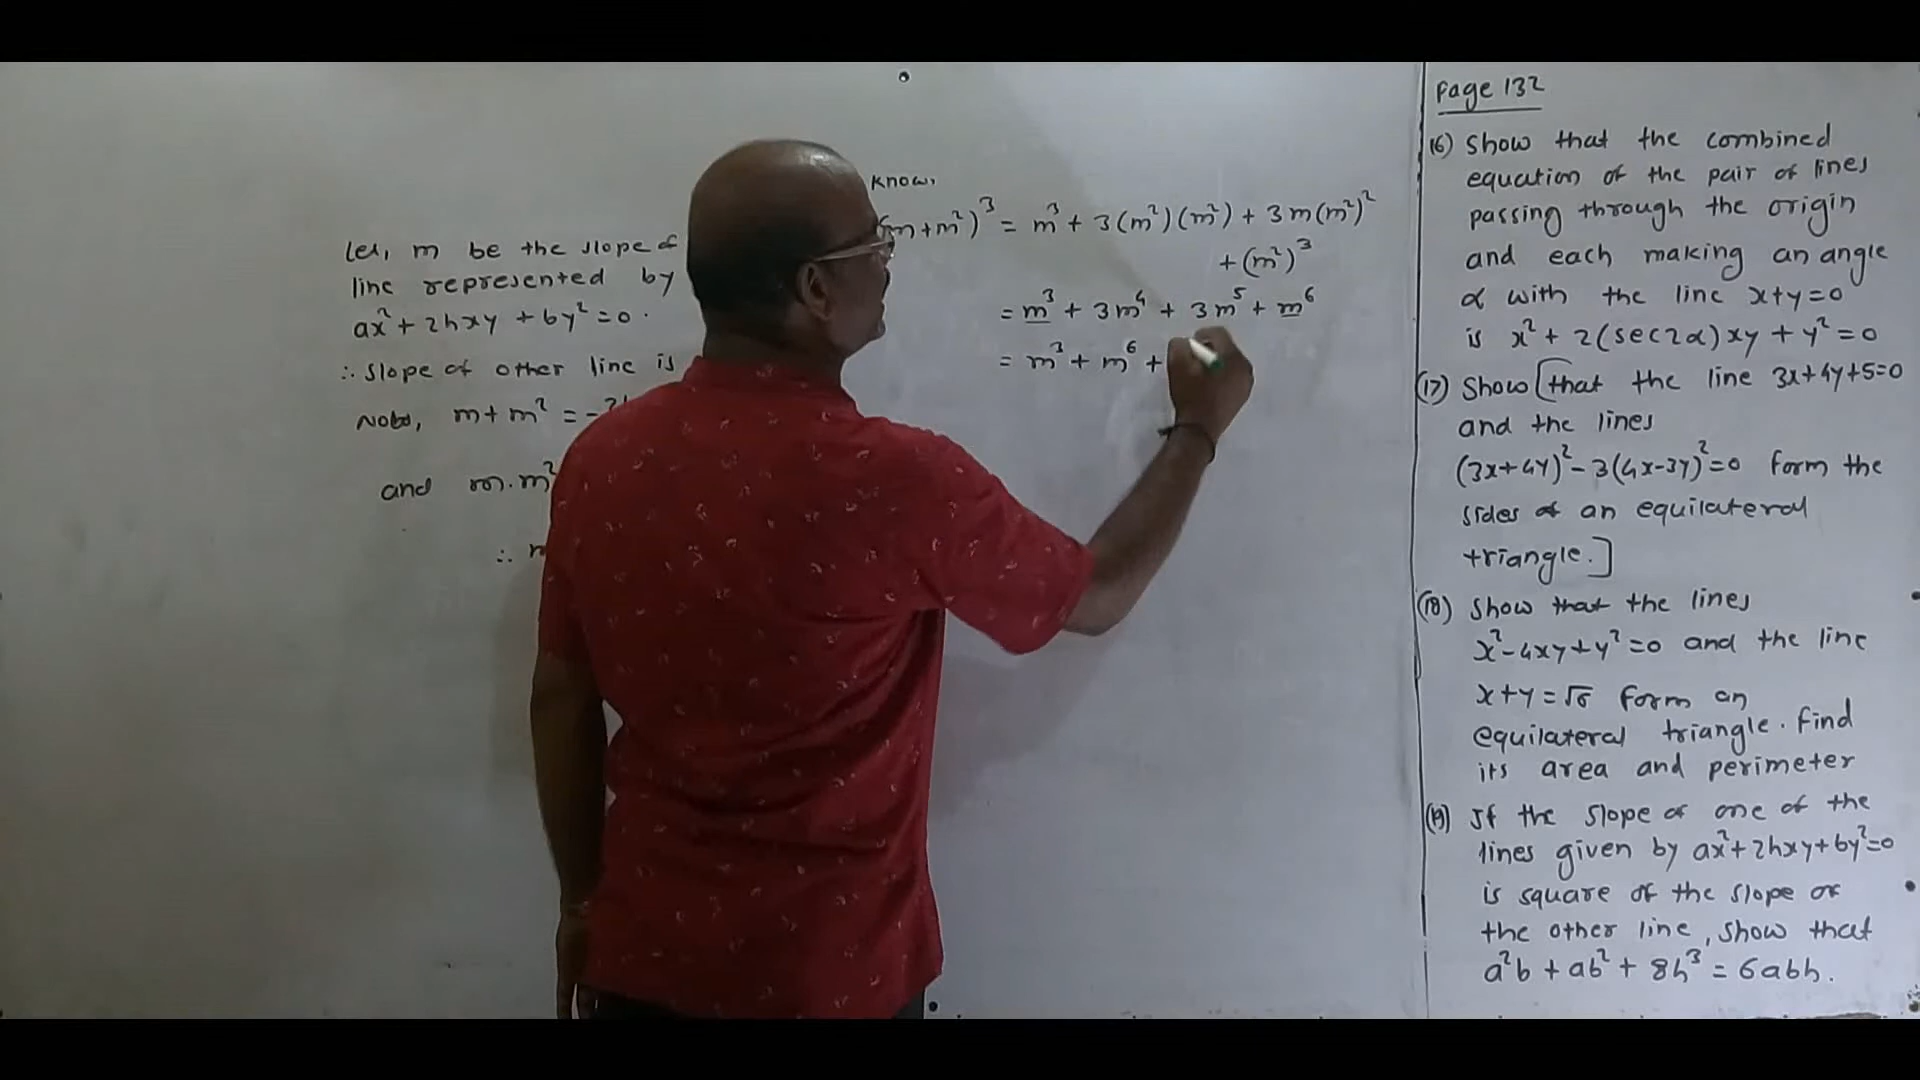 Let, m be the slope of
line represented by
ax² + 2hxy + by² = 0.
∴ slope of other line is
Now, m + m² = -2
and m.m²
∴
know,
m + m²)³ = m³ + 3(m²)(m²) + 3m(m²)²
+ (m²)³
= m³ + 3m⁴ + 3m⁵ + m⁶
= m³ + m⁶ +
Page 132
16) Show that the combined
equation of the pair of lines
passing through the origin
and each making an angle
α with the line x+y=0
is x² + 2(sec2α)xy + y² = 0
(17) Show [that the line 3x+4y+5=0
and the lines
(3x+4y)² - 3(4x-3y)² = 0 form the
sides of an equilateral
triangle.]
(18) Show that the lines
x² - 4xy + y² = 0 and the line
x + y = √6 form an
equilateral triangle. Find
its area and perimeter
(19) If the slope of one of the
lines given by ax² + 2hxy + by² = 0
is square of the slope of
the other line, show that
a²b + ab² + 8h³ = 6abh.